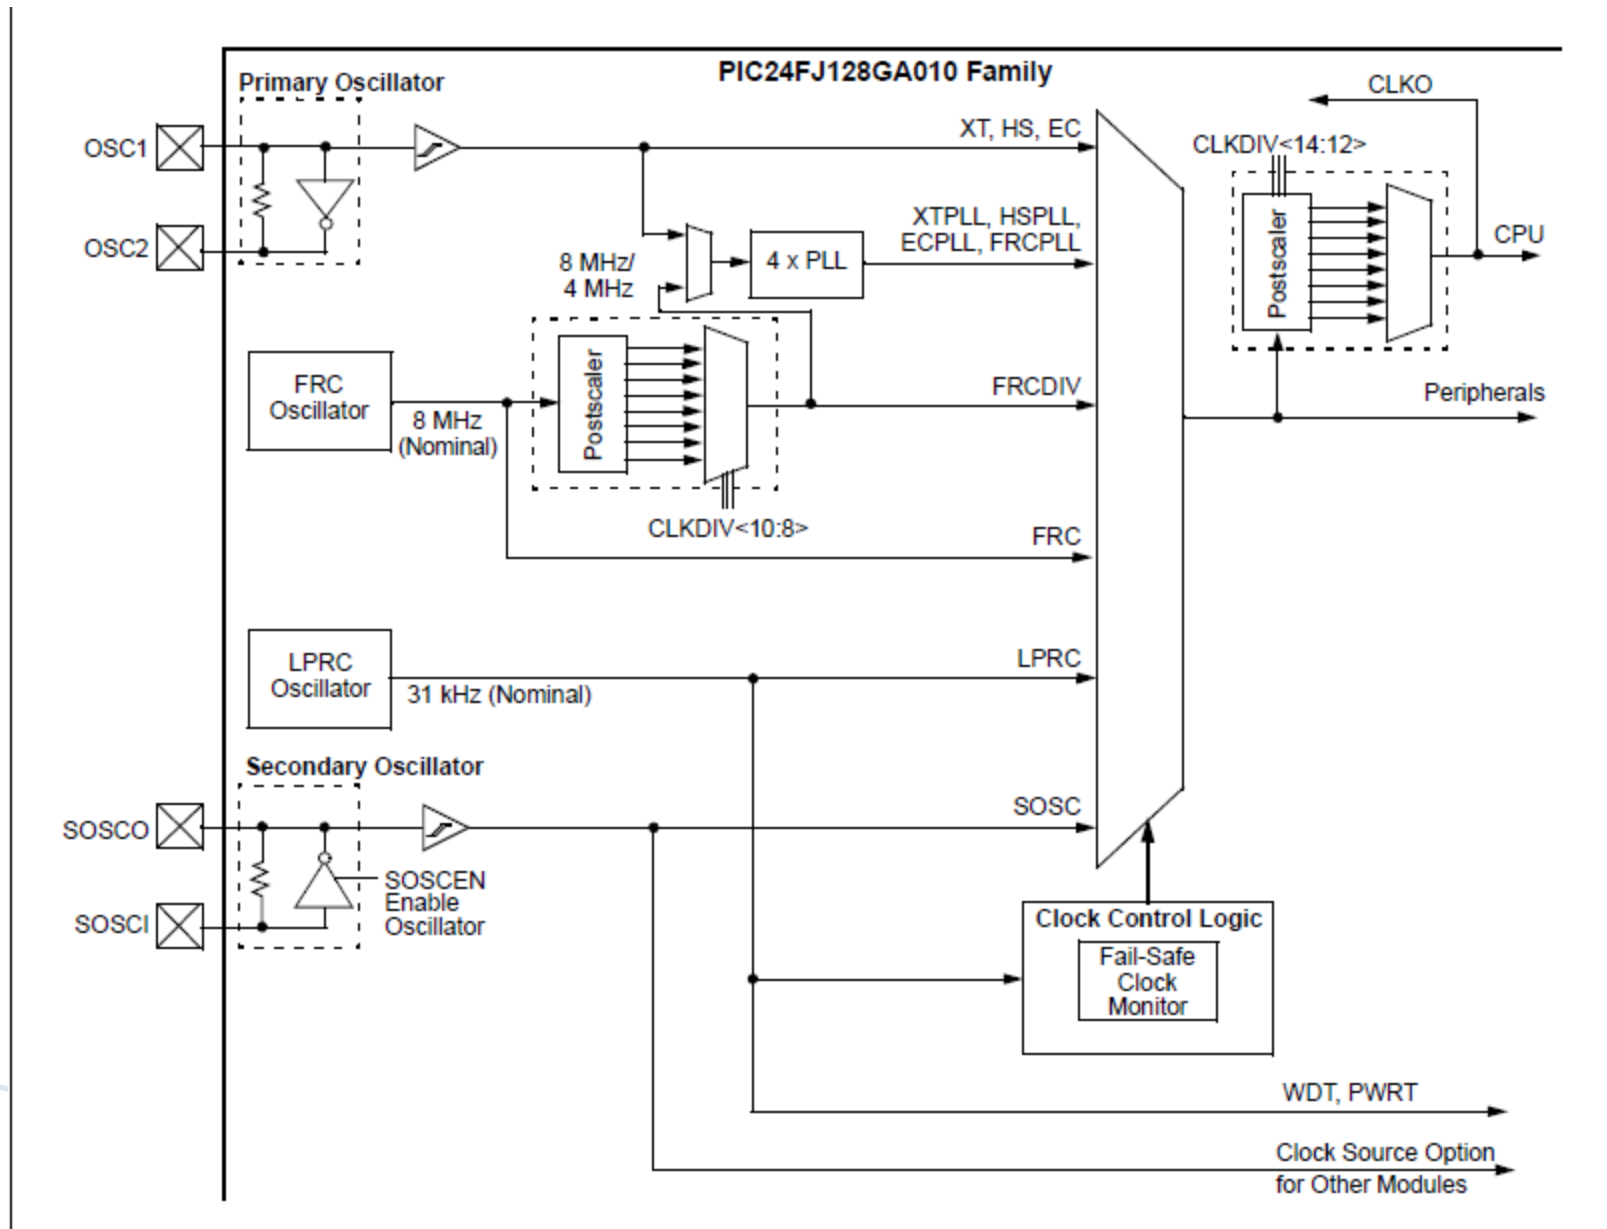 PIC24FJ128GA010 Family
Primary Oscillator
CLKO
XT, HS, EC
CLKDIV<14:12>
OSC1
XTPLL, HSPLL,
ECPLL, FRCPLL
Postscaler
CPU
OSC2
8 MHz/
4 MHz
4 x PLL
FRC
Oscillator
8 MHz
(Nominal)
Postscaler
FRCDIV
Peripherals
CLKDIV<10:8>
FRC
LPRC
Oscillator
31 kHz (Nominal)
LPRC
Secondary Oscillator
SOSCO
SOSC
SOSCEN
Enable
Oscillator
SOSCI
Clock Control Logic
Fail-Safe
Clock
Monitor
WDT, PWRT
Clock Source Option
for Other Modules